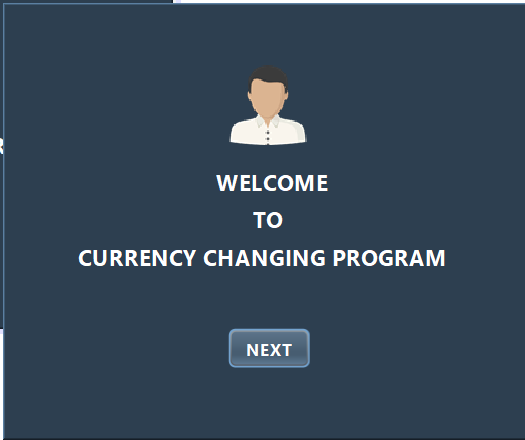 WELCOME
TO
CURRENCY CHANGING PROGRAM
NEXT